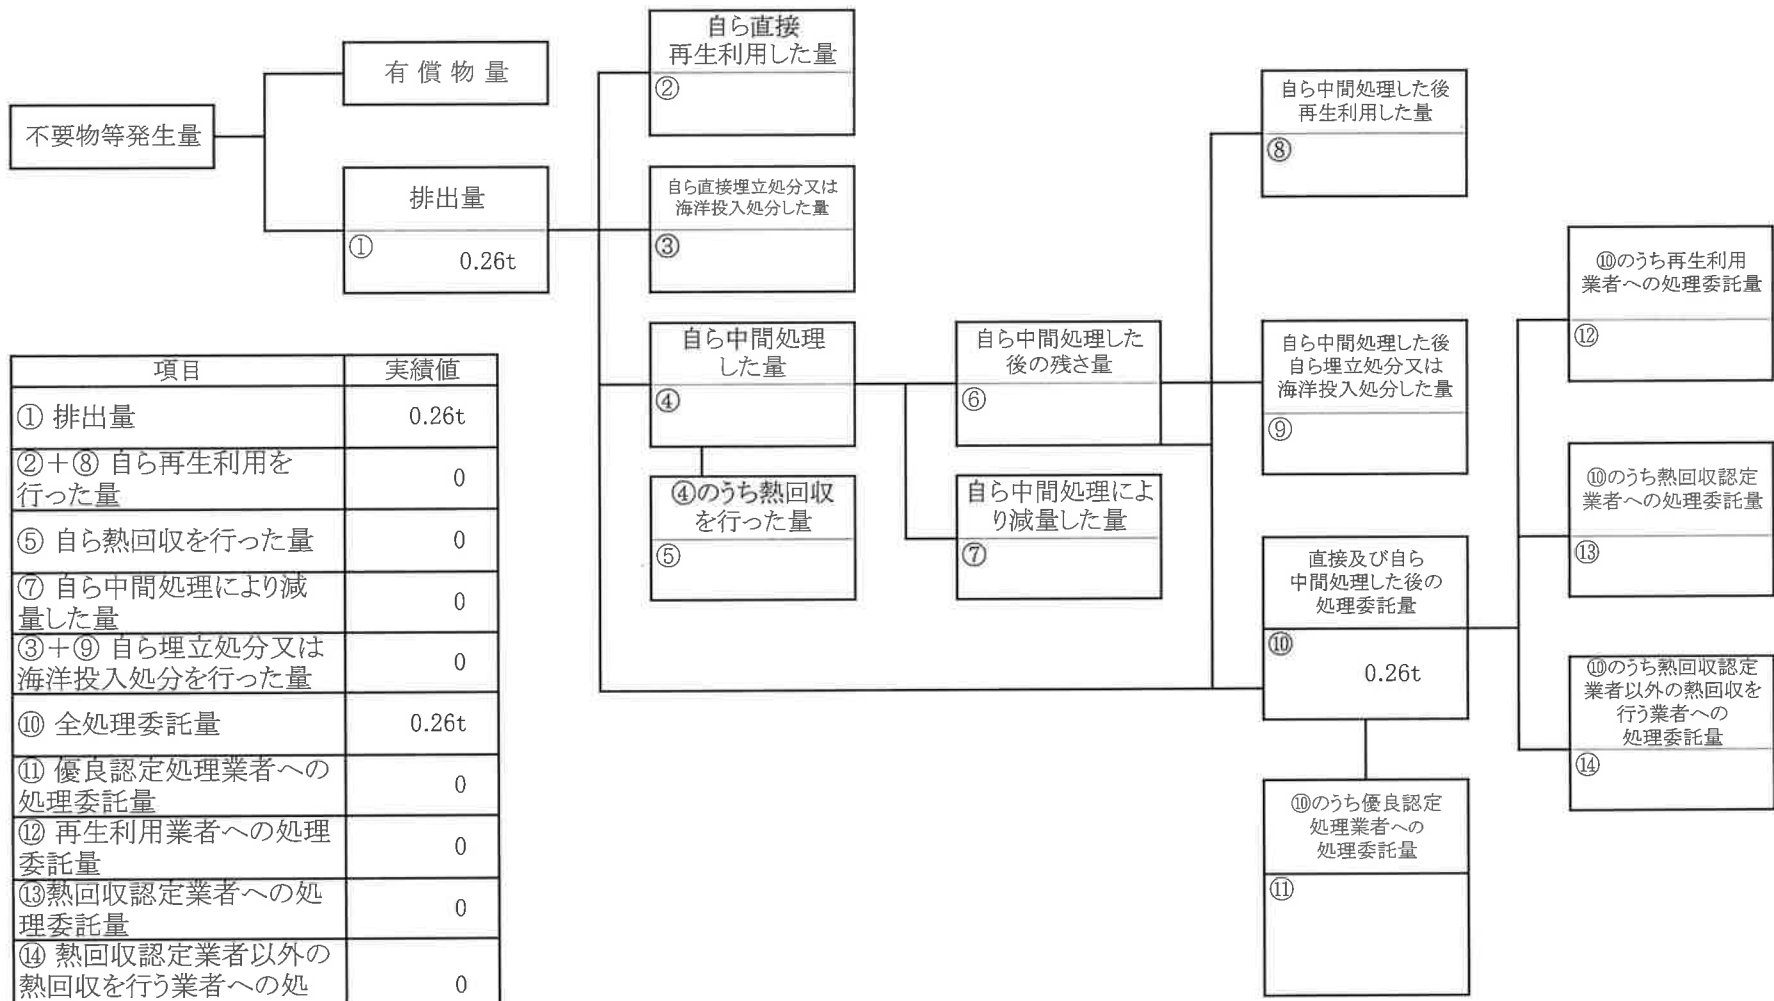 不要物等発生量
有償物量
排出量
①
0.26t
自ら直接
再生利用した量
②
自ら直接埋立処分又は
海洋投入処分した量
③
自ら中間処理
した量
④
④のうち熱回収
を行った量
⑤
自ら中間処理した
後の残さ量
⑥
自ら中間処理によ
り減量した量
⑦
自ら中間処理した後
再生利用した量
⑧
自ら中間処理した後
自ら埋立処分又は
海洋投入処分した量
⑨
直接及び自ら
中間処理した後の
処理委託量
⑩
0.26t
⑩のうち優良認定
処理業者への
処理委託量
⑪
⑩のうち再生利用
業者への処理委託量
⑫
⑩のうち熱回収認定
業者への処理委託量
⑬
⑩のうち熱回収認定
業者以外の熱回収を
行う業者への
処理委託量
⑭
項目 実績値
① 排出量 0.26t
②＋⑧ 自ら再生利用を
行った量 0
⑤ 自ら熱回収を行った量 0
⑦ 自ら中間処理により減
量した量 0
③＋⑨ 自ら埋立処分又は
海洋投入処分を行った量 0
⑩ 全処理委託量 0.26t
⑪ 優良認定処理業者への
処理委託量 0
⑫ 再生利用業者への処理
委託量 0
⑬熱回収認定業者への処
理委託量 0
⑭ 熱回収認定業者以外の
熱回収を行う業者への処 0